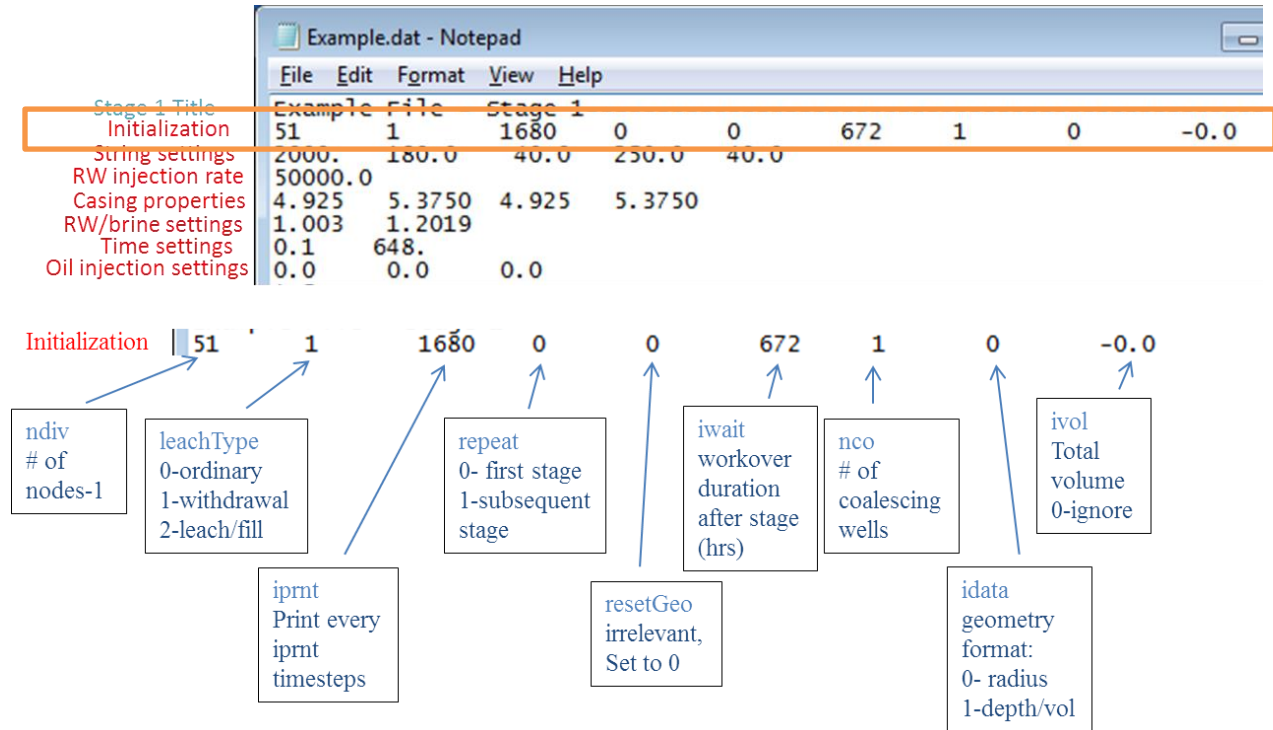 Example.dat - Notepad
File Edit Format View Help
Stage 1 Title Example File - Stage 1
Initialization 51 1 1680 0 0 672 1 0 -0.0
String settings 2000. 180.0 40.0 250.0 40.0
RW injection rate 50000.0
Casing properties 4.925 5.3750 4.925 5.3750
RW/brine settings 1.003 1.2019
Time settings 0.1 648.
Oil injection settings 0.0 0.0 0.0
Initialization 51 1 1680 0 0 672 1 0 -0.0
ndiv
# of
nodes-1
leachType
0-ordinary
1-withdrawal
2-leach/fill
repeat
0- first stage
1-subsequent
stage
iwait
workover
duration
after stage
(hrs)
nco
# of
coalescing
wells
ivol
Total
volume
0-ignore
iprnt
Print every
iprnt
timesteps
resetGeo
irrelevant,
Set to 0
idata
geometry
format:
0- radius
1-depth/vol